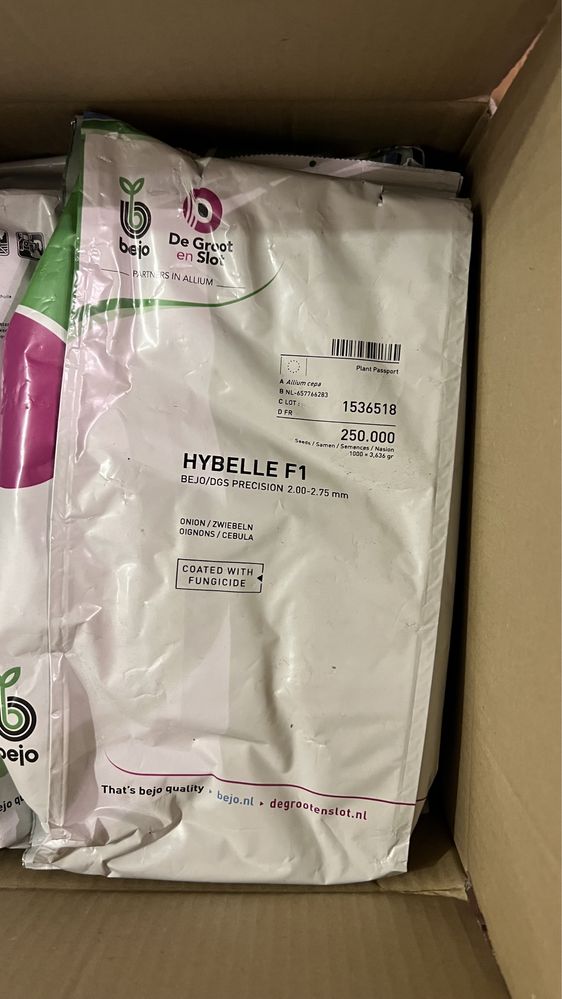 bejo
De Groot
en Slot
PARTNERS IN ALLIUM
Plant Passport
A Allium cepa
B NL-657766283
C LOT: 1536518
D FR
250.000
Seeds / Samen / Semences / Nasion
1000 = 3,636 gr
HYBELLE F1
BEJO/DGS PRECISION 2.00-2.75 mm
ONION / ZWIEBELN
OIGNONS / CEBULA
COATED WITH
FUNGICIDE
That's bejo quality bejo.nl degrootenslot.nl
bejo